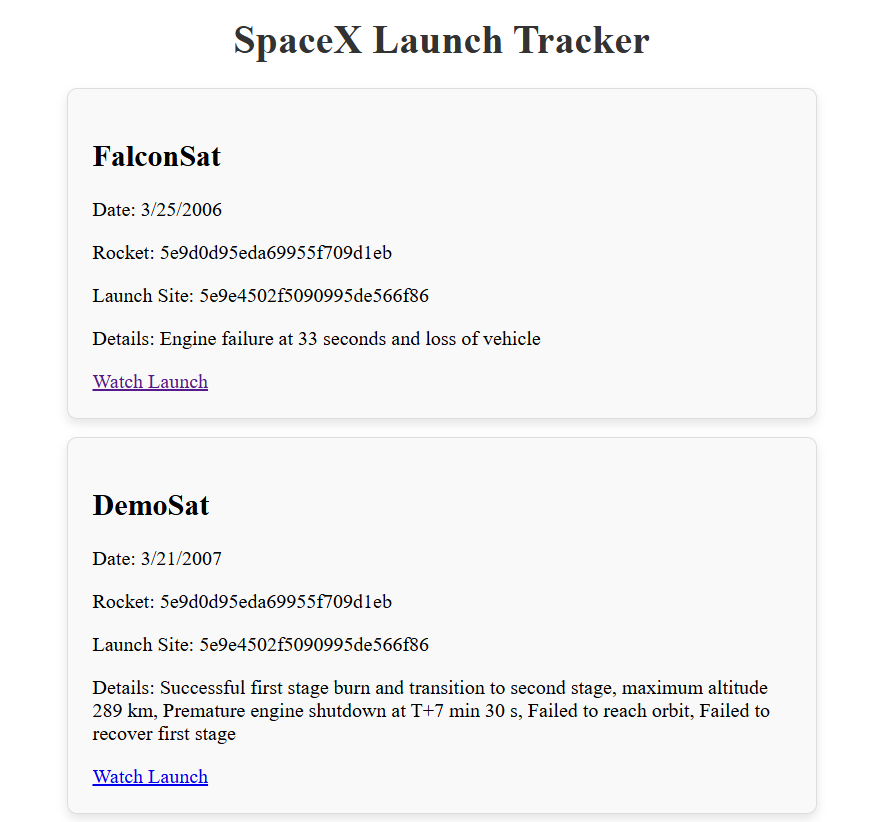 SpaceX Launch Tracker
FalconSat
Date: 3/25/2006
Rocket: 5e9d0d95eda69955f709d1eb
Launch Site: 5e9e4502f5090995de566f86
Details: Engine failure at 33 seconds and loss of vehicle
Watch Launch
DemoSat
Date: 3/21/2007
Rocket: 5e9d0d95eda69955f709d1eb
Launch Site: 5e9e4502f5090995de566f86
Details: Successful first stage burn and transition to second stage, maximum altitude
289 km, Premature engine shutdown at T+7 min 30 s, Failed to reach orbit, Failed to
recover first stage
Watch Launch